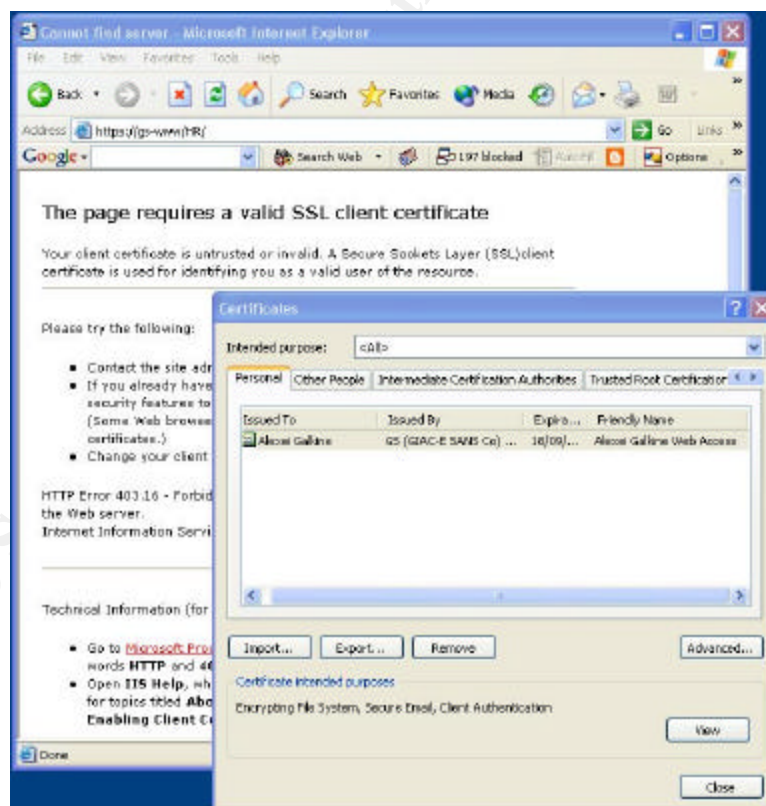 Cannot find server - Microsoft Internet Explorer
File Edit View Favorites Tools Help
Back Search Favorites Media
Address https://gs-www/HR/ Go Links
Google Search Web 197 blocked Options
The page requires a valid SSL client certificate
Your client certificate is untrusted or invalid. A Secure Sockets Layer (SSL)client
certificate is used for identifying you as a valid user of the resource.
Please try the following:
Contact the site adr
If you already have
security features to
(Some Web browse
certificates.)
Change your client
HTTP Error 403.16 - Forbid
the Web server.
Internet Information Servi
Technical Information (for
Go to Microsoft Pro
words HTTP and 4
Open IIS Help, wh
for topics titled Abo
Enabling Client C
Done
Certificates
Intended purpose: <All>
Personal Other People Intermediate Certification Authorities Trusted Root Certification
Issued To Issued By Expira... Friendly Name
Alexei Galkine GS (GIAC-E SANS Co) ... Alexei Galkine Web Access
Import... Export... Remove Advanced...
Certificate intended purposes
Encrypting File System, Secure Email, Client Authentication
View
Close